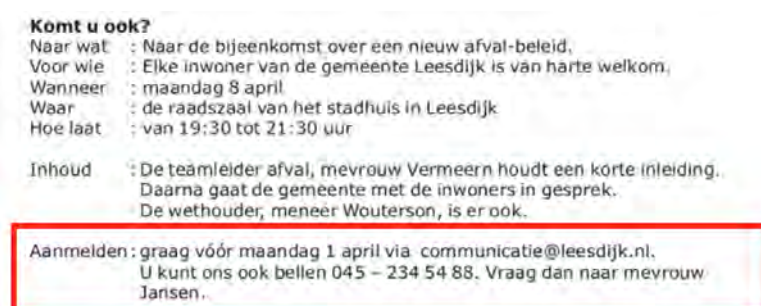 Komt u ook?
Naar wat : Naar de bijeenkomst over een nieuw afval-beleid.
Voor wie : Elke inwoner van de gemeente Leesdijk is van harte welkom.
Wanneer : maandag 8 april
Waar : de raadszaal van het stadhuis in Leesdijk
Hoe laat : van 19:30 tot 21:30 uur
Inhoud : De teamleider afval, mevrouw Vermeern houdt een korte inleiding.
Daarna gaat de gemeente met de inwoners in gesprek.
De wethouder, meneer Wouterson, is er ook.
Aanmelden : graag vóór maandag 1 april via communicatie@leesdijk.nl.
U kunt ons ook bellen 045 – 234 54 88. Vraag dan naar mevrouw
Jansen.